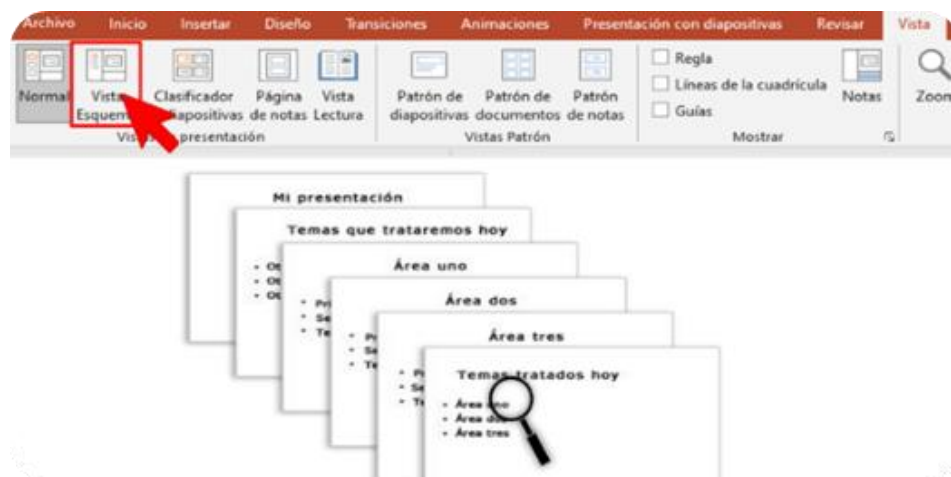 Archivo Inicio Insertar Diseño Transiciones Animaciones Presentación con diapositivas Revisar Vista
Normal
Vista
Esquema
Clasificador
diapositivas
Página
de notas
Vista
Lectura
presentación
Patrón de
diapositivas
Patrón de
documentos
Patrón
de notas
Vistas Patrón
Regla
Líneas de la cuadrícula
Guías
Mostrar
Notas
Zoom
Mi presentación
Temas que trataremos hoy
Área uno
Área dos
Área tres
Temas tratados hoy
• Área uno
• Área dos
• Área tres